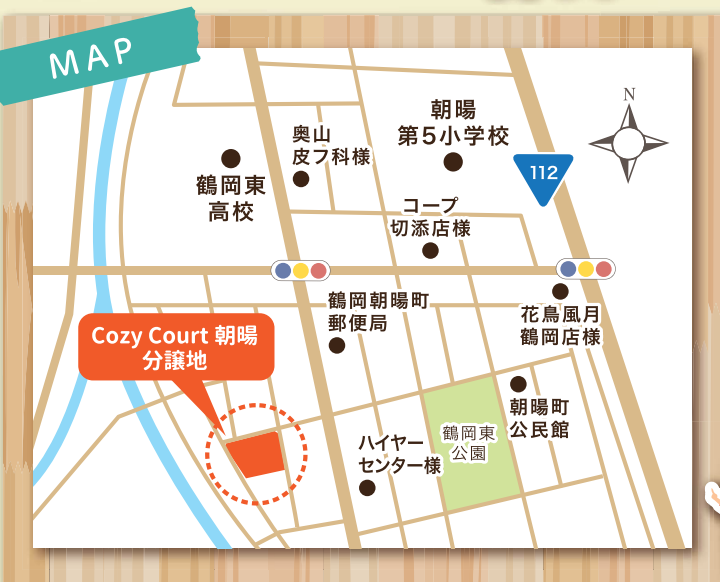 MAP
N
朝暘
第5小学校
奥山
皮フ科様
112
鶴岡東
高校
コープ
切添店様
鶴岡朝暘町
郵便局
花鳥風月
鶴岡店様
Cozy Court 朝暘
分譲地
朝暘町
公民館
鶴岡東
公園
ハイヤー
センター様